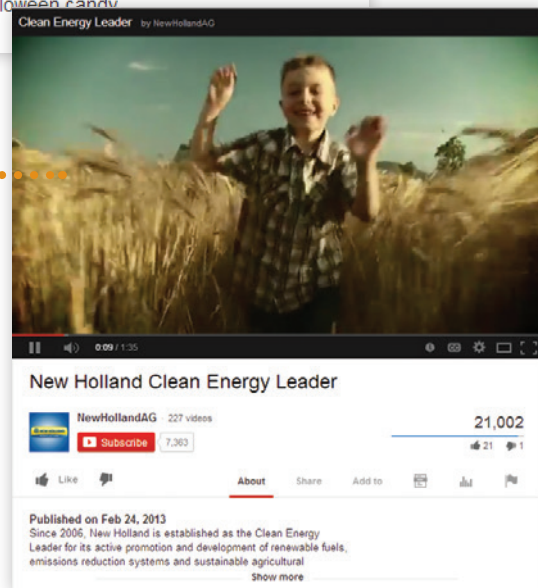 loween candy
Clean Energy Leader by NewHollandAG
0:09 / 1:35
New Holland Clean Energy Leader
NewHollandAG · 227 videos
Subscribe 7,363
21,002
21 1
Like
About Share Add to
Published on Feb 24, 2013
Since 2006, New Holland is established as the Clean Energy
Leader for its active promotion and development of renewable fuels,
emissions reduction systems and sustainable agricultural
Show more